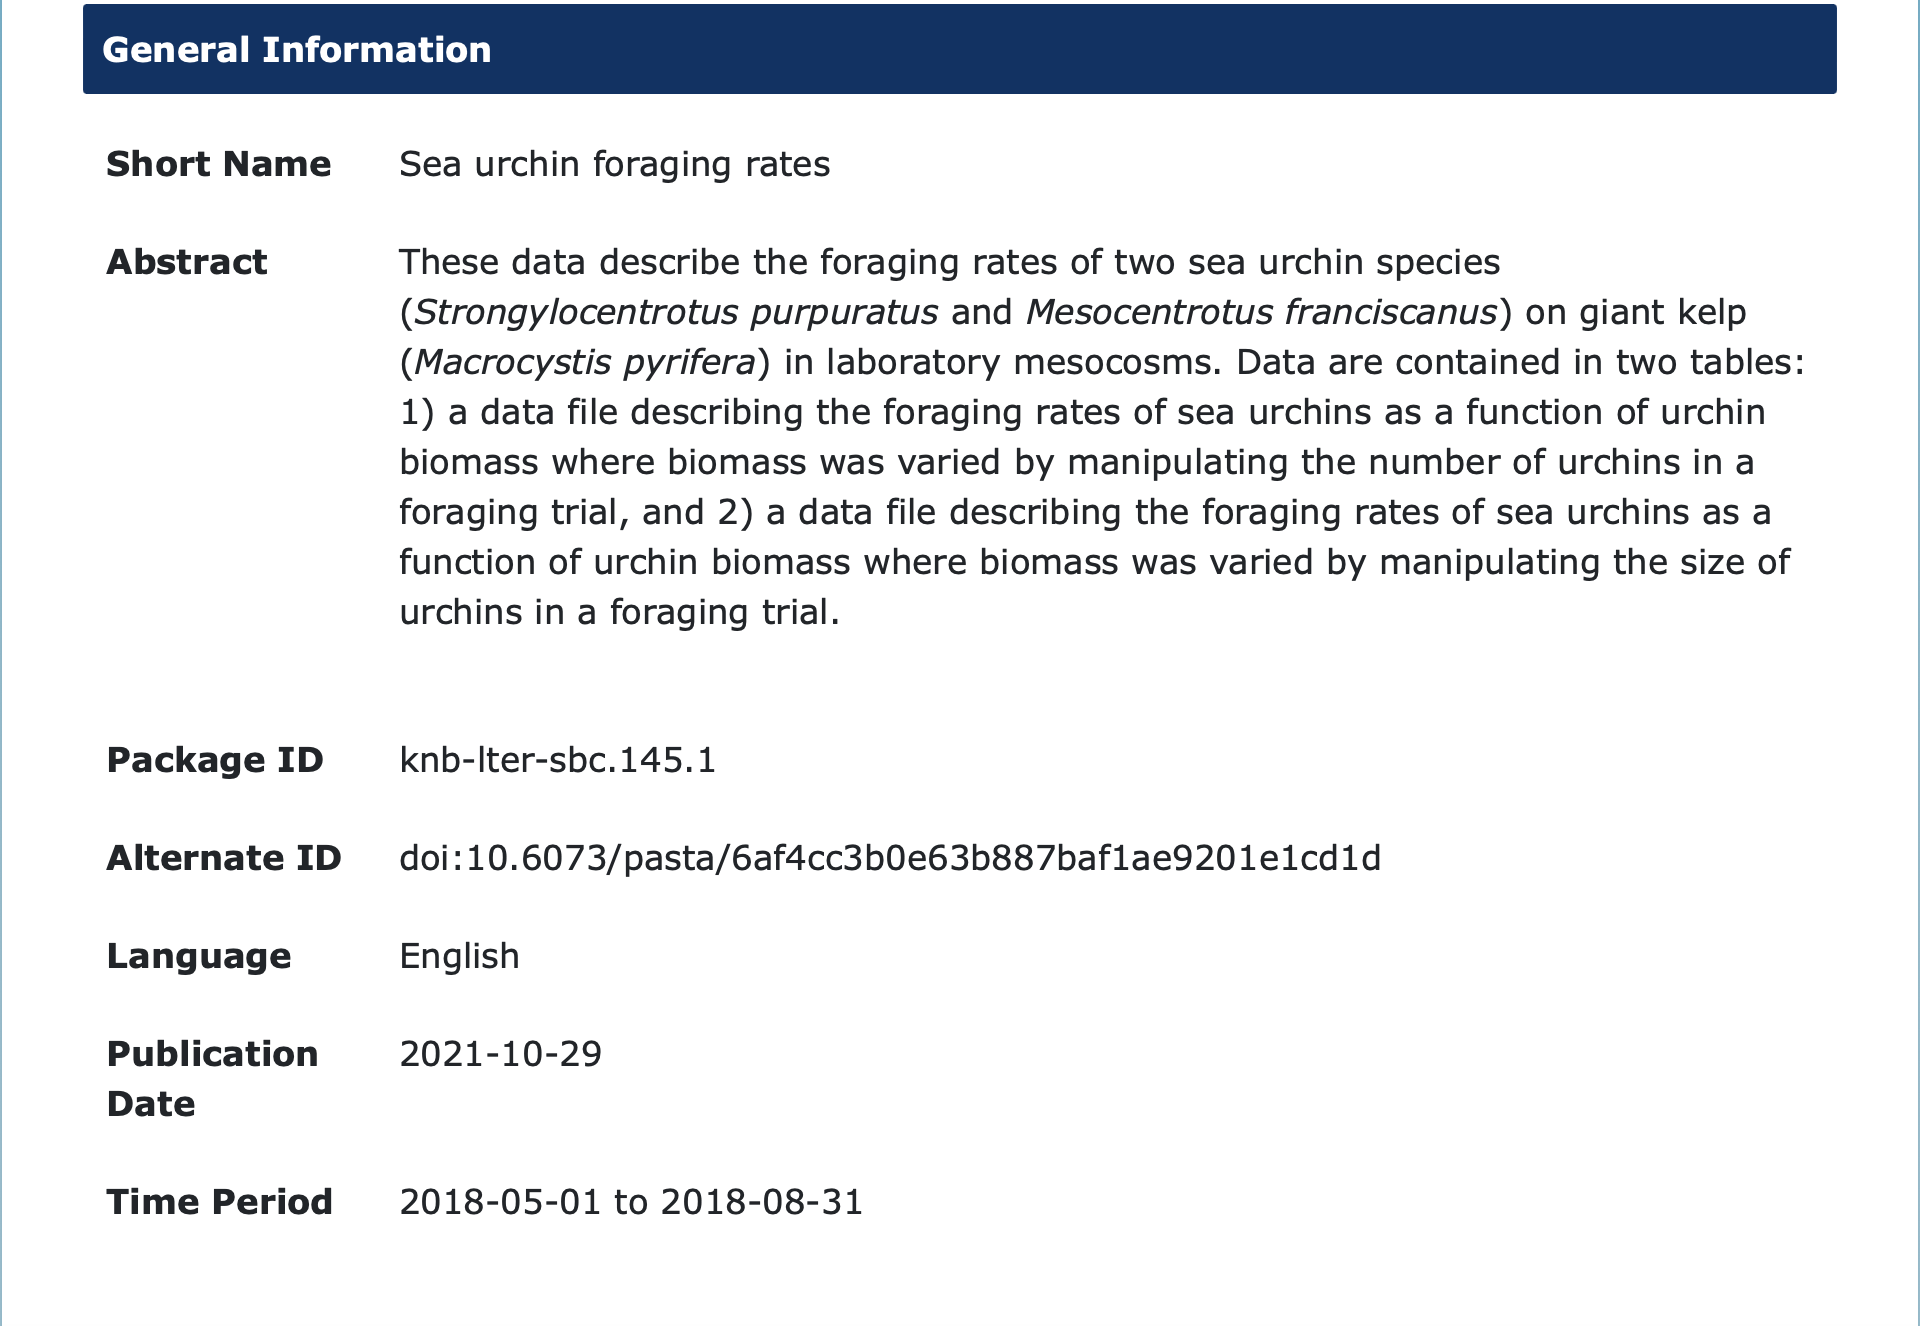 General Information
Short Name Sea urchin foraging rates
Abstract These data describe the foraging rates of two sea urchin species
(Strongylocentrotus purpuratus and Mesocentrotus franciscanus) on giant kelp
(Macrocystis pyrifera) in laboratory mesocosms. Data are contained in two tables:
1) a data file describing the foraging rates of sea urchins as a function of urchin
biomass where biomass was varied by manipulating the number of urchins in a
foraging trial, and 2) a data file describing the foraging rates of sea urchins as a
function of urchin biomass where biomass was varied by manipulating the size of
urchins in a foraging trial.
Package ID knb-lter-sbc.145.1
Alternate ID doi:10.6073/pasta/6af4cc3b0e63b887baf1ae9201e1cd1d
Language English
Publication 2021-10-29
Date
Time Period 2018-05-01 to 2018-08-31